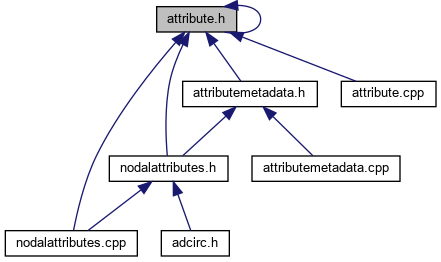 attribute.h
attributemetadata.h
attribute.cpp
nodalattributes.h
attributemetadata.cpp
nodalattributes.cpp
adcirc.h